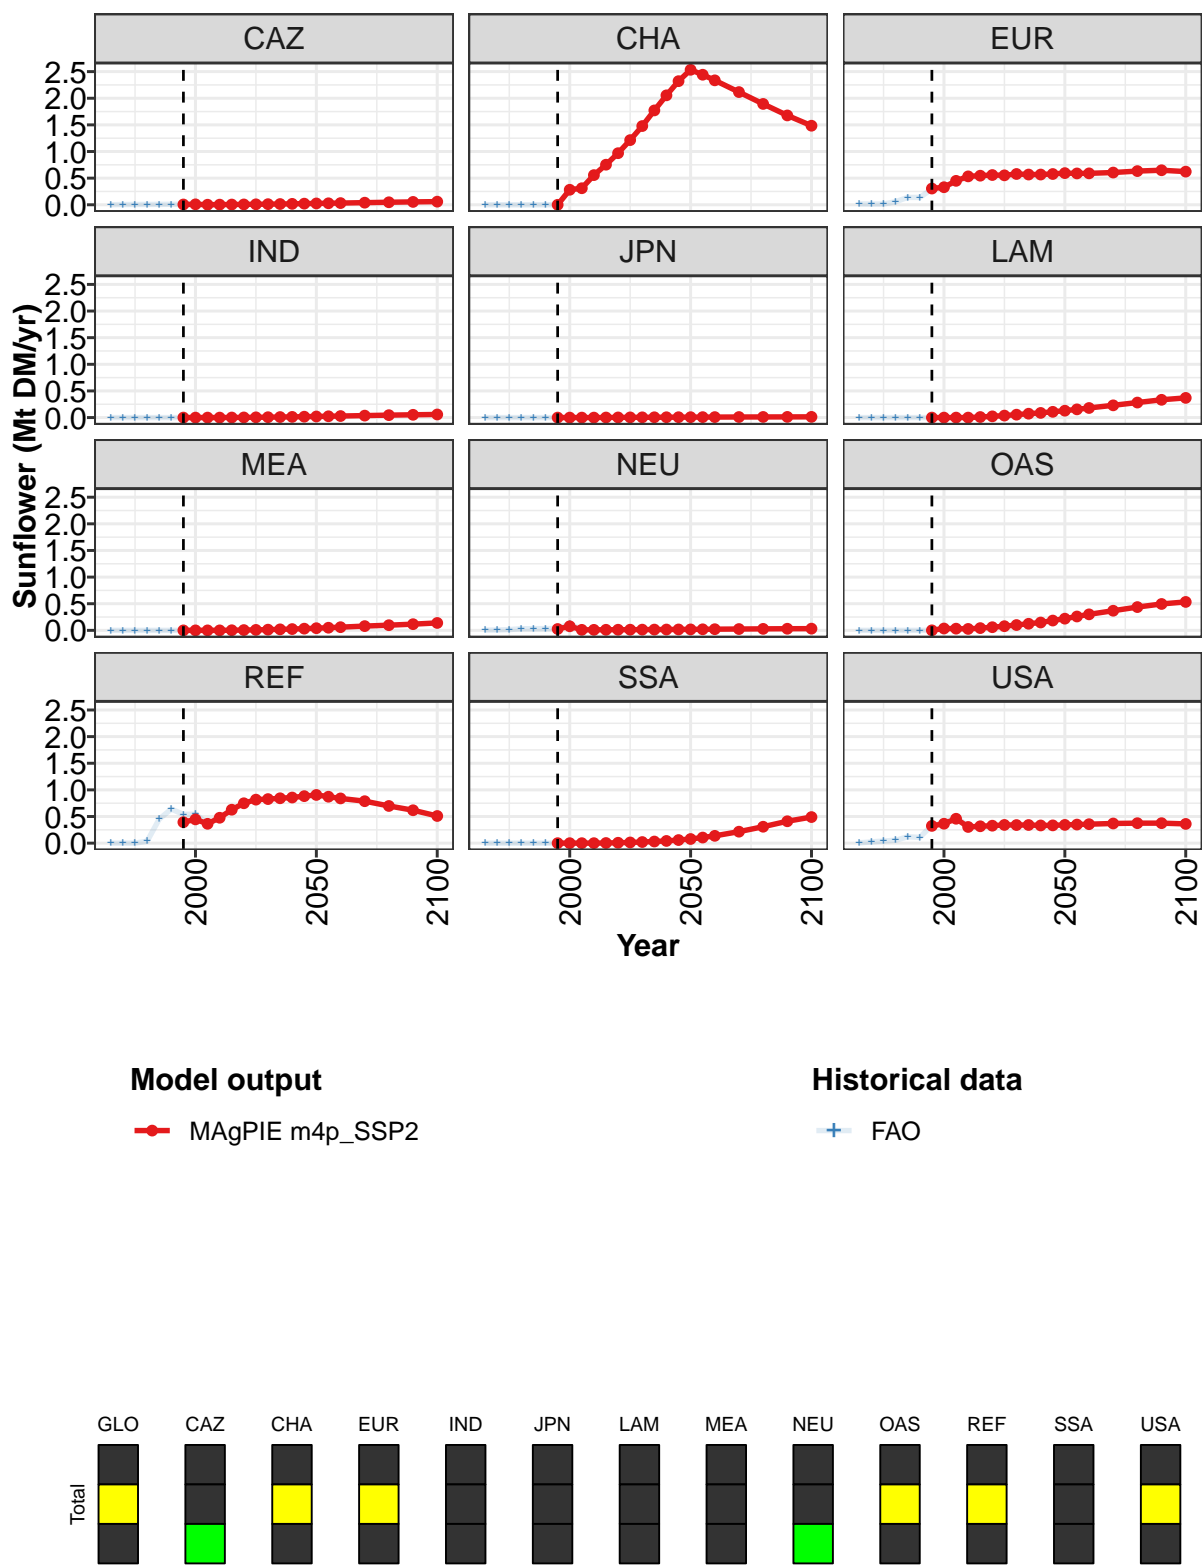 CAZ CHA EUR
2.5
2.0
1.5
1.0
0.5
0.0
IND JPN LAM
2.5
2.0
1.5
1.0
0.5
0.0
MEA NEU OAS
2.5
2.0
1.5
1.0
0.5
0.0
REF SSA USA
2.5
2.0
1.5
1.0
0.5
0.0
Sunflower (Mt DM/yr)
2000 2050 2100 2000 2050 2100 2000 2050 2100
Year
Model output Historical data
MAgPIE m4p_SSP2 FAO
GLO CAZ CHA EUR IND JPN LAM MEA NEU OAS REF SSA USA
Total